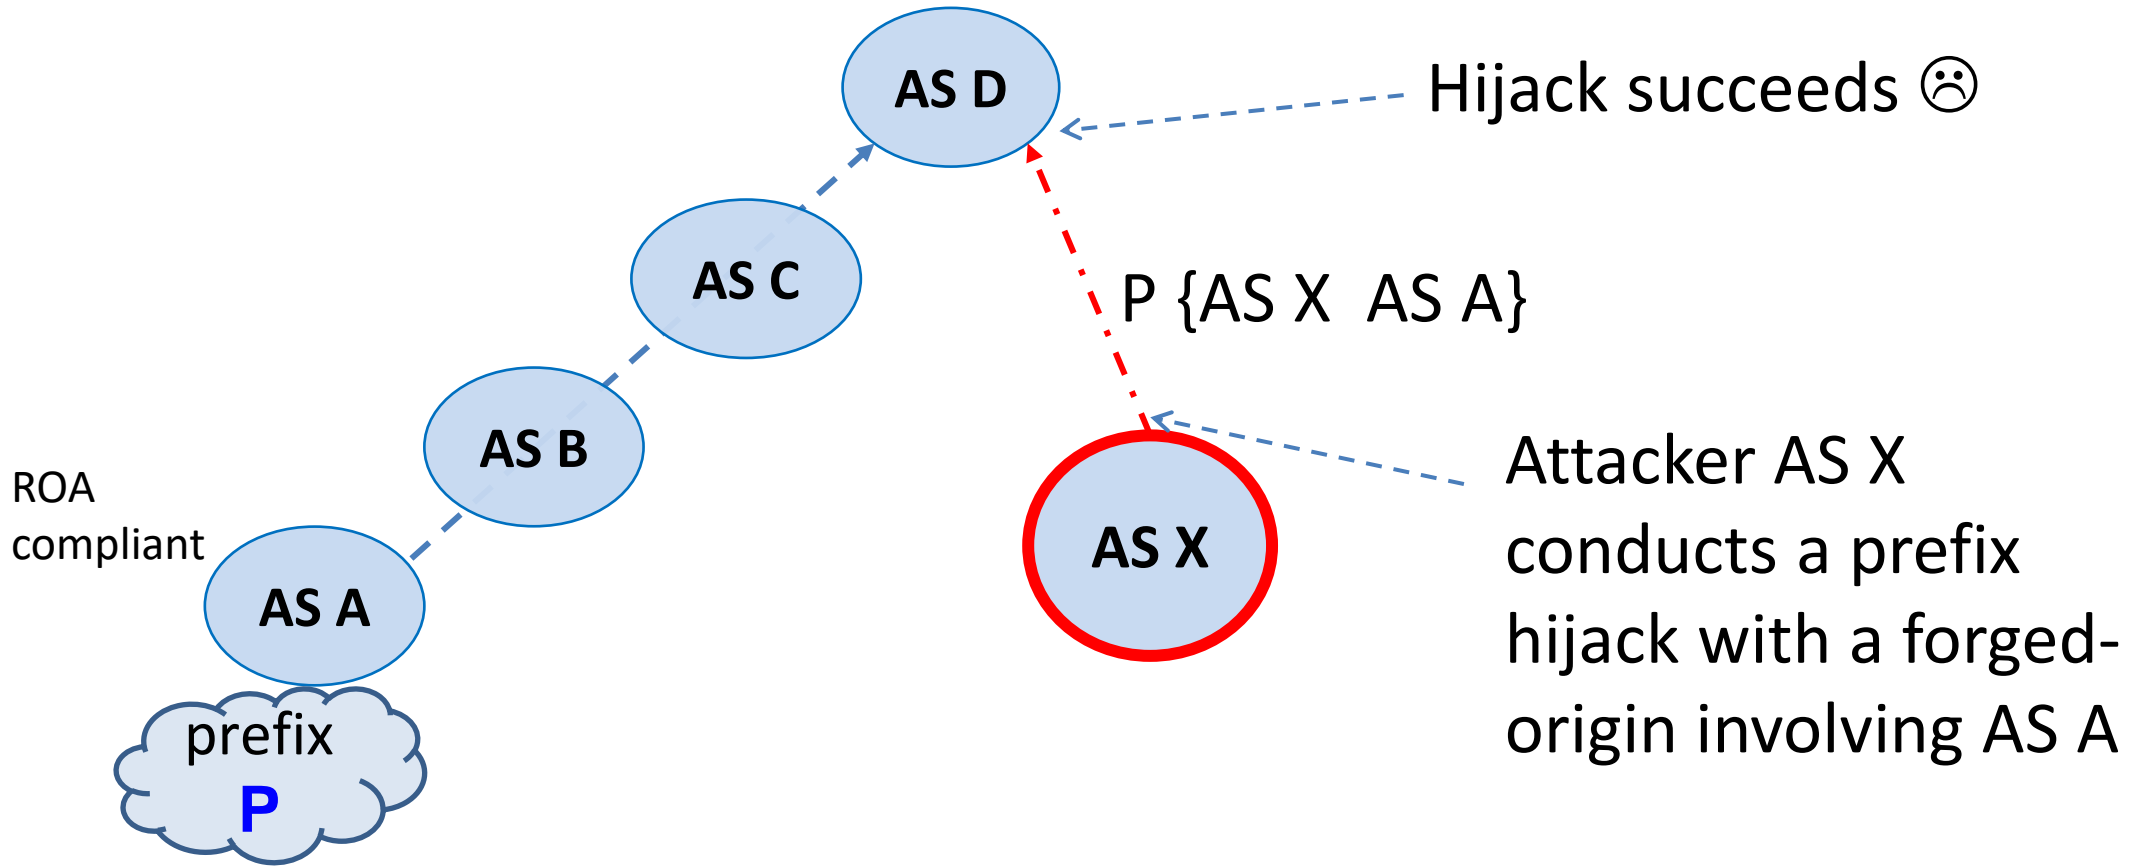 AS D
Hijack succeeds ☹
AS C
P {AS X  AS A}
AS B
ROA
compliant
AS A
AS X
Attacker AS X
conducts a prefix
hijack with a forged-
origin involving AS A
prefix
P